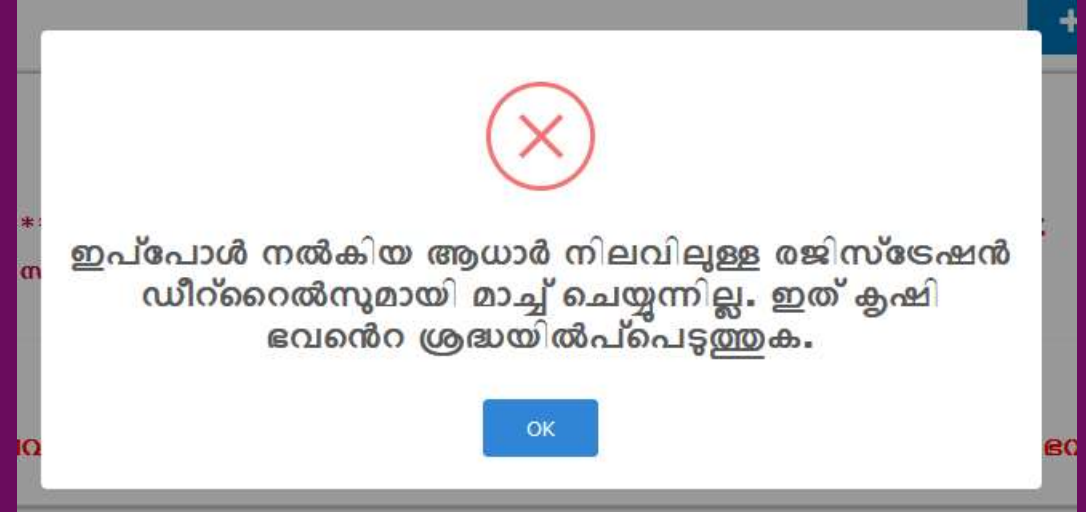 ഇപ്പോൾ നൽകിയ ആധാർ നിലവിലുള്ള രജിസ്ട്രേഷൻ
ഡീറ്റൈൽസുമായി മാച്ച് ചെയ്യുന്നില്ല. ഇത് കൃഷി
ഭവന്റെ ശ്രദ്ധയിൽപ്പെടുത്തുക.
OK